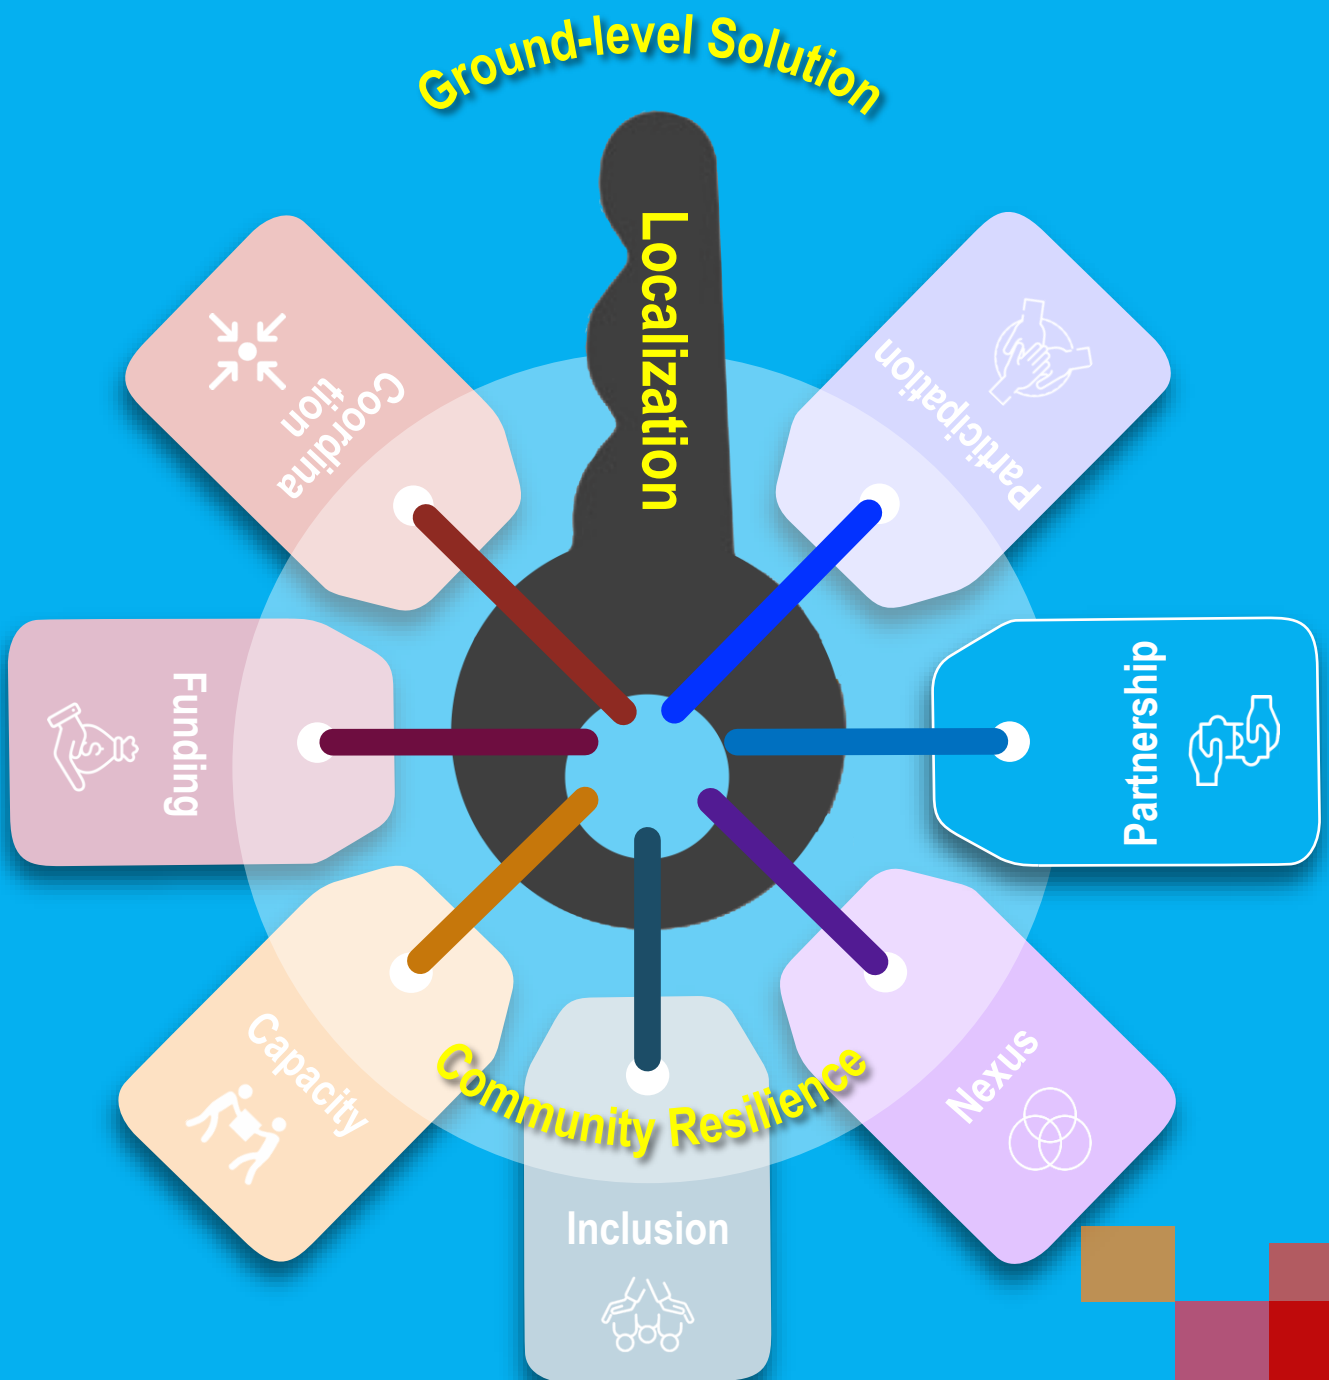 Ground-level Solution
Localization
Coordina
tion
Participation
Funding
Partnership
Capacity
Nexus
Community Resilience
Inclusion